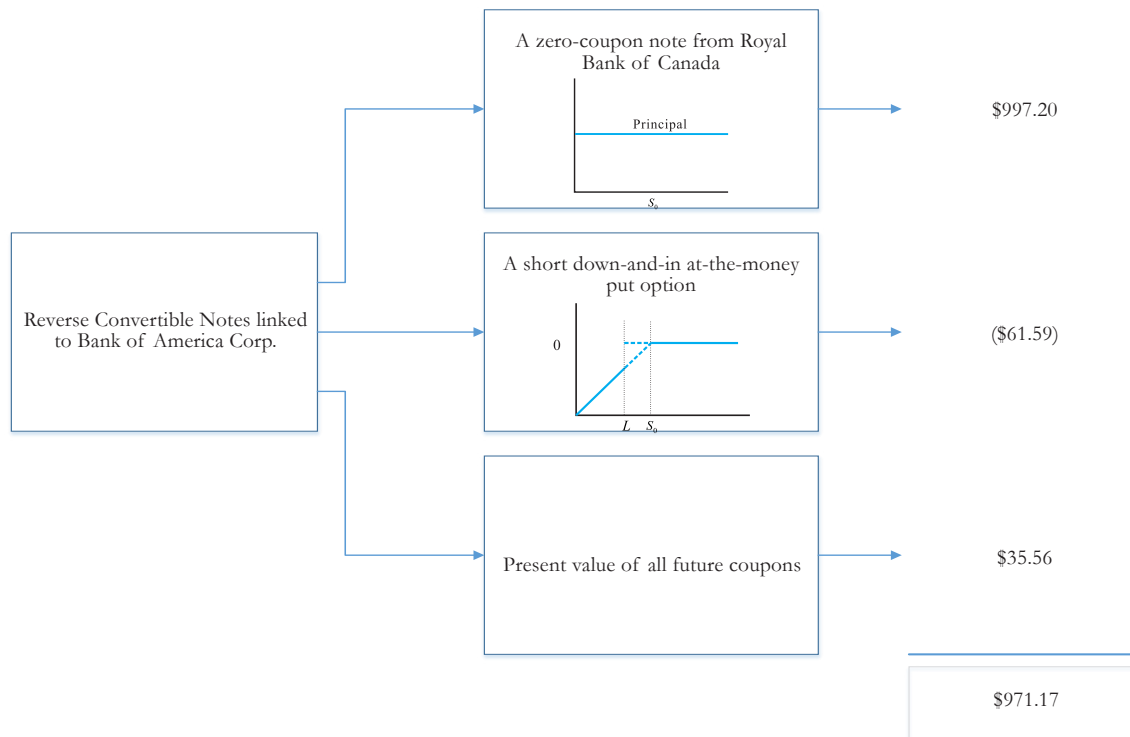 A zero-coupon note from Royal
Bank of Canada
Principal
S₀
$997.20
Reverse Convertible Notes linked
to Bank of America Corp.
A short down-and-in at-the-money
put option
0
L S₀
($61.59)
Present value of all future coupons
$35.56
$971.17